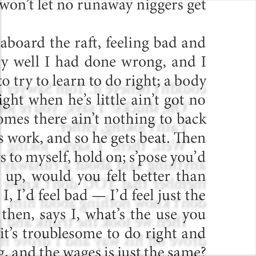 won't let no runaway niggers get
aboard the raft, feeling bad and
y well I had done wrong, and I
to try to learn to do right; a body
ight when he's little ain't got no
omes there ain't nothing to back
s work, and so he gets beat. Then
s to myself, hold on; s'pose you'd
up, would you felt better than
I, I'd feel bad — I'd feel just the
then, says I, what's the use you
it's troublesome to do right and
g, and the wages is just the same?